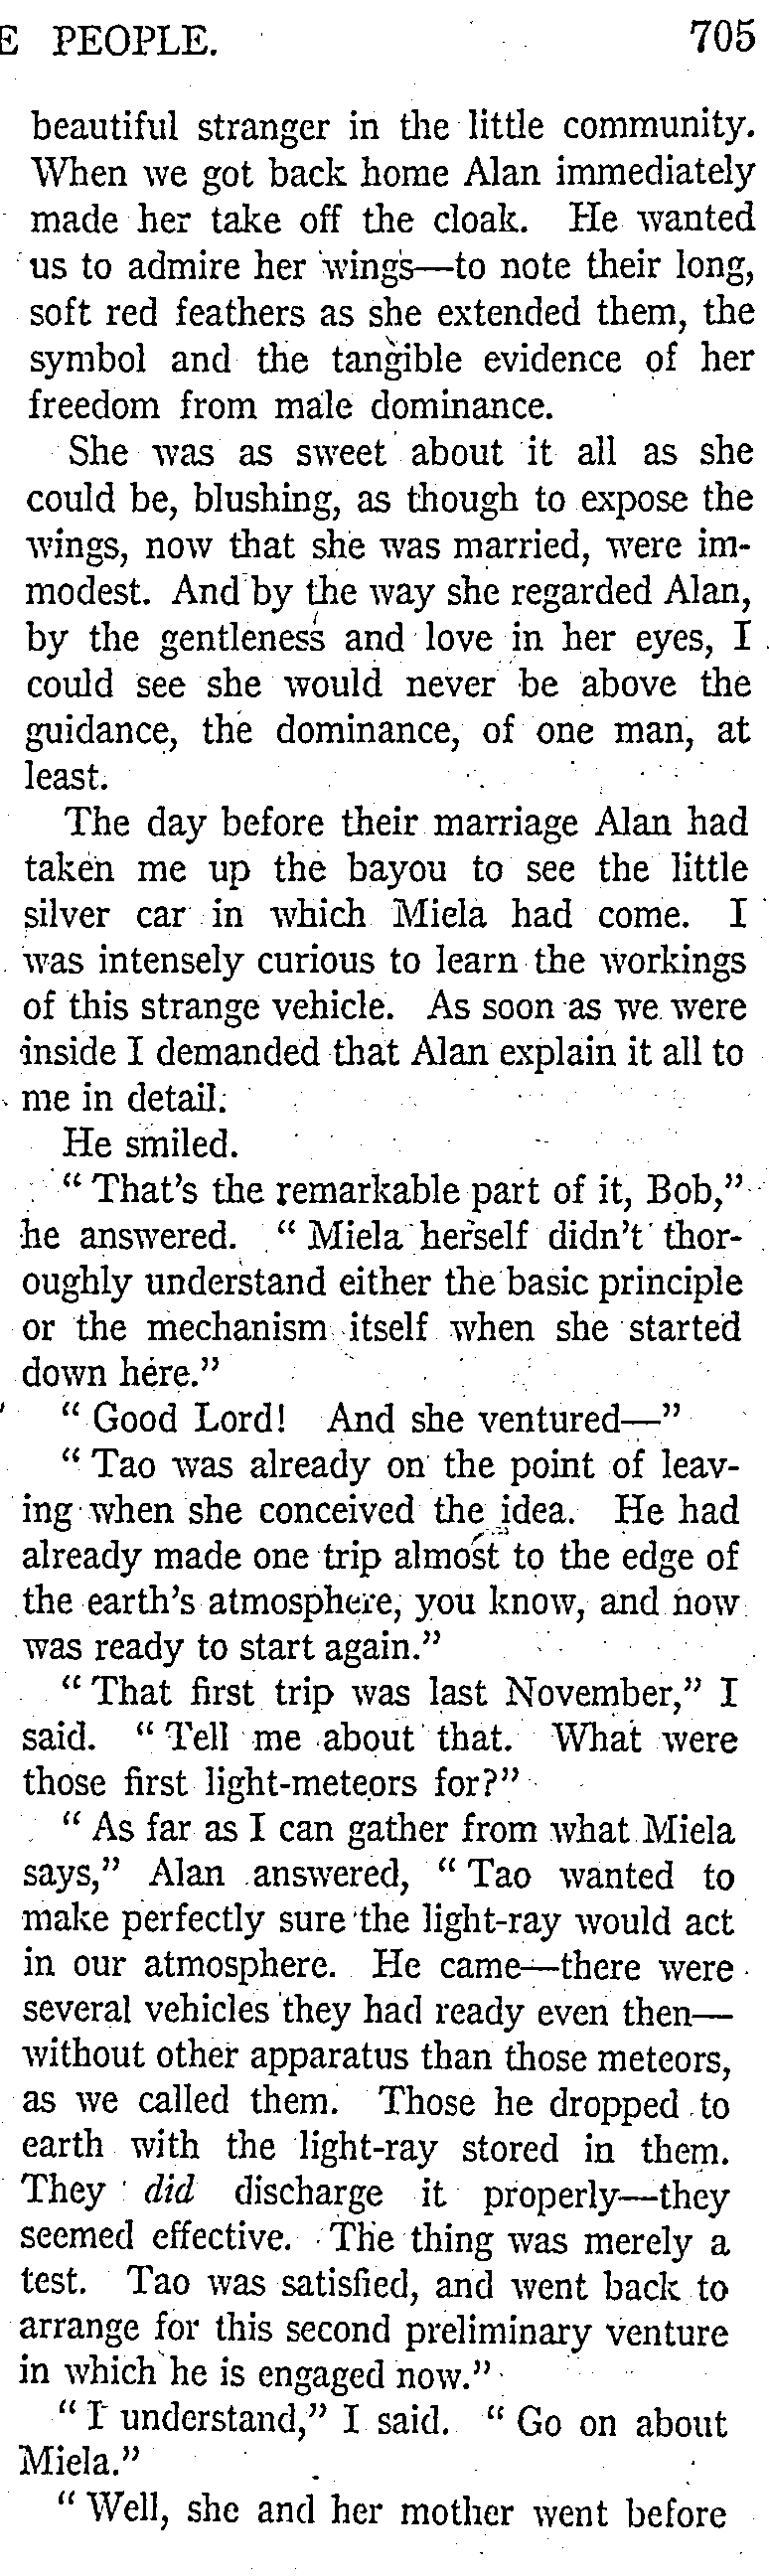 E PEOPLE. 705
beautiful stranger in the little community.
When we got back home Alan immediately
made her take off the cloak. He wanted
us to admire her wings—to note their long,
soft red feathers as she extended them, the
symbol and the tangible evidence of her
freedom from male dominance.
She was as sweet about it all as she
could be, blushing, as though to expose the
wings, now that she was married, were im-
modest. And by the way she regarded Alan,
by the gentleness and love in her eyes, I
could see she would never be above the
guidance, the dominance, of one man, at
least.
The day before their marriage Alan had
taken me up the bayou to see the little
silver car in which Miela had come. I
was intensely curious to learn the workings
of this strange vehicle. As soon as we were
inside I demanded that Alan explain it all to
me in detail.
He smiled.
“ That’s the remarkable part of it, Bob,”
he answered. “ Miela herself didn’t thor-
oughly understand either the basic principle
or the mechanism itself when she started
down here.”
“ Good Lord! And she ventured—”
“ Tao was already on the point of leav-
ing when she conceived the idea. He had
already made one trip almost to the edge of
the earth’s atmosphere, you know, and now
was ready to start again.”
“ That first trip was last November,” I
said. “ Tell me about that. What were
those first light-meteors for?”
“ As far as I can gather from what Miela
says,” Alan answered, “ Tao wanted to
make perfectly sure the light-ray would act
in our atmosphere. He came—there were
several vehicles they had ready even then—
without other apparatus than those meteors,
as we called them. Those he dropped to
earth with the light-ray stored in them.
They did discharge it properly—they
seemed effective. The thing was merely a
test. Tao was satisfied, and went back to
arrange for this second preliminary venture
in which he is engaged now.”
“ I understand,” I said. “ Go on about
Miela.”
“ Well, she and her mother went before